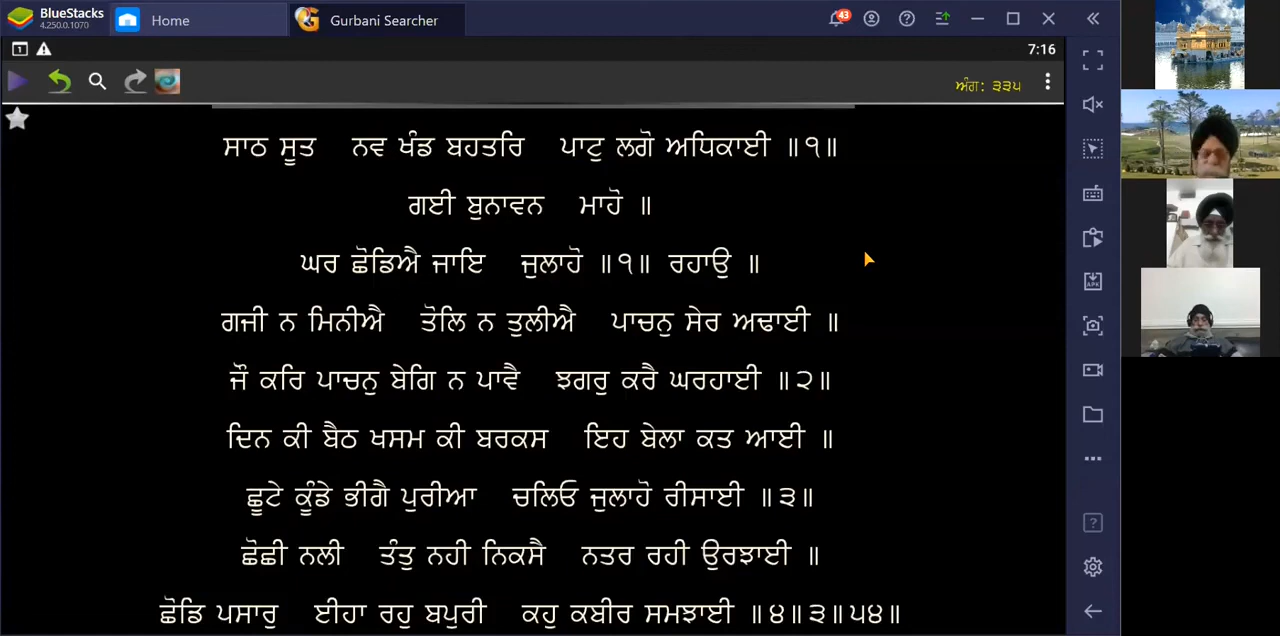 BlueStacks
4.250.0.1070
Home
Gurbani Searcher
43
7:16
ਅੰਗ: ੩੩੫
ਸਾਠ ਸੂਤ ਨਵ ਖੰਡ ਬਹਤਰਿ ਪਾਟੁ ਲਗੋ ਅਧਿਕਾਈ ॥੧॥
ਗਈ ਬੁਨਾਵਨ ਮਾਹੋ ॥
ਘਰ ਛੋਡਿਐ ਜਾਇ ਜੁਲਾਹੋ ॥੧॥ ਰਹਾਉ ॥
ਗਜੀ ਨ ਮਿਨੀਐ ਤੋਲਿ ਨ ਤੁਲੀਐ ਪਾਚਨੁ ਸੇਰ ਅਢਾਈ ॥
ਜੌ ਕਰਿ ਪਾਚਨੁ ਬੇਗਿ ਨ ਪਾਵੈ ਝਗਰੁ ਕਰੈ ਘਰਹਾਈ ॥੨॥
ਦਿਨ ਕੀ ਬੈਠ ਖਸਮ ਕੀ ਬਰਕਸ ਇਹ ਬੇਲਾ ਕਤ ਆਈ ॥
ਛੂਟੇ ਕੂੰਡੇ ਭੀਗੈ ਪੁਰੀਆ ਚਲਿਓ ਜੁਲਾਹੋ ਰੀਸਾਈ ॥੩॥
ਛੋਛੀ ਨਲੀ ਤੰਤੁ ਨਹੀ ਨਿਕਸੈ ਨਤਰ ਰਹੀ ਉਰਝਾਈ ॥
ਛੋਡਿ ਪਸਾਰੁ ਈਹਾ ਰਹੁ ਬਪੁਰੀ ਕਹੁ ਕਬੀਰ ਸਮਝਾਈ ॥੪॥੩॥੫੪॥